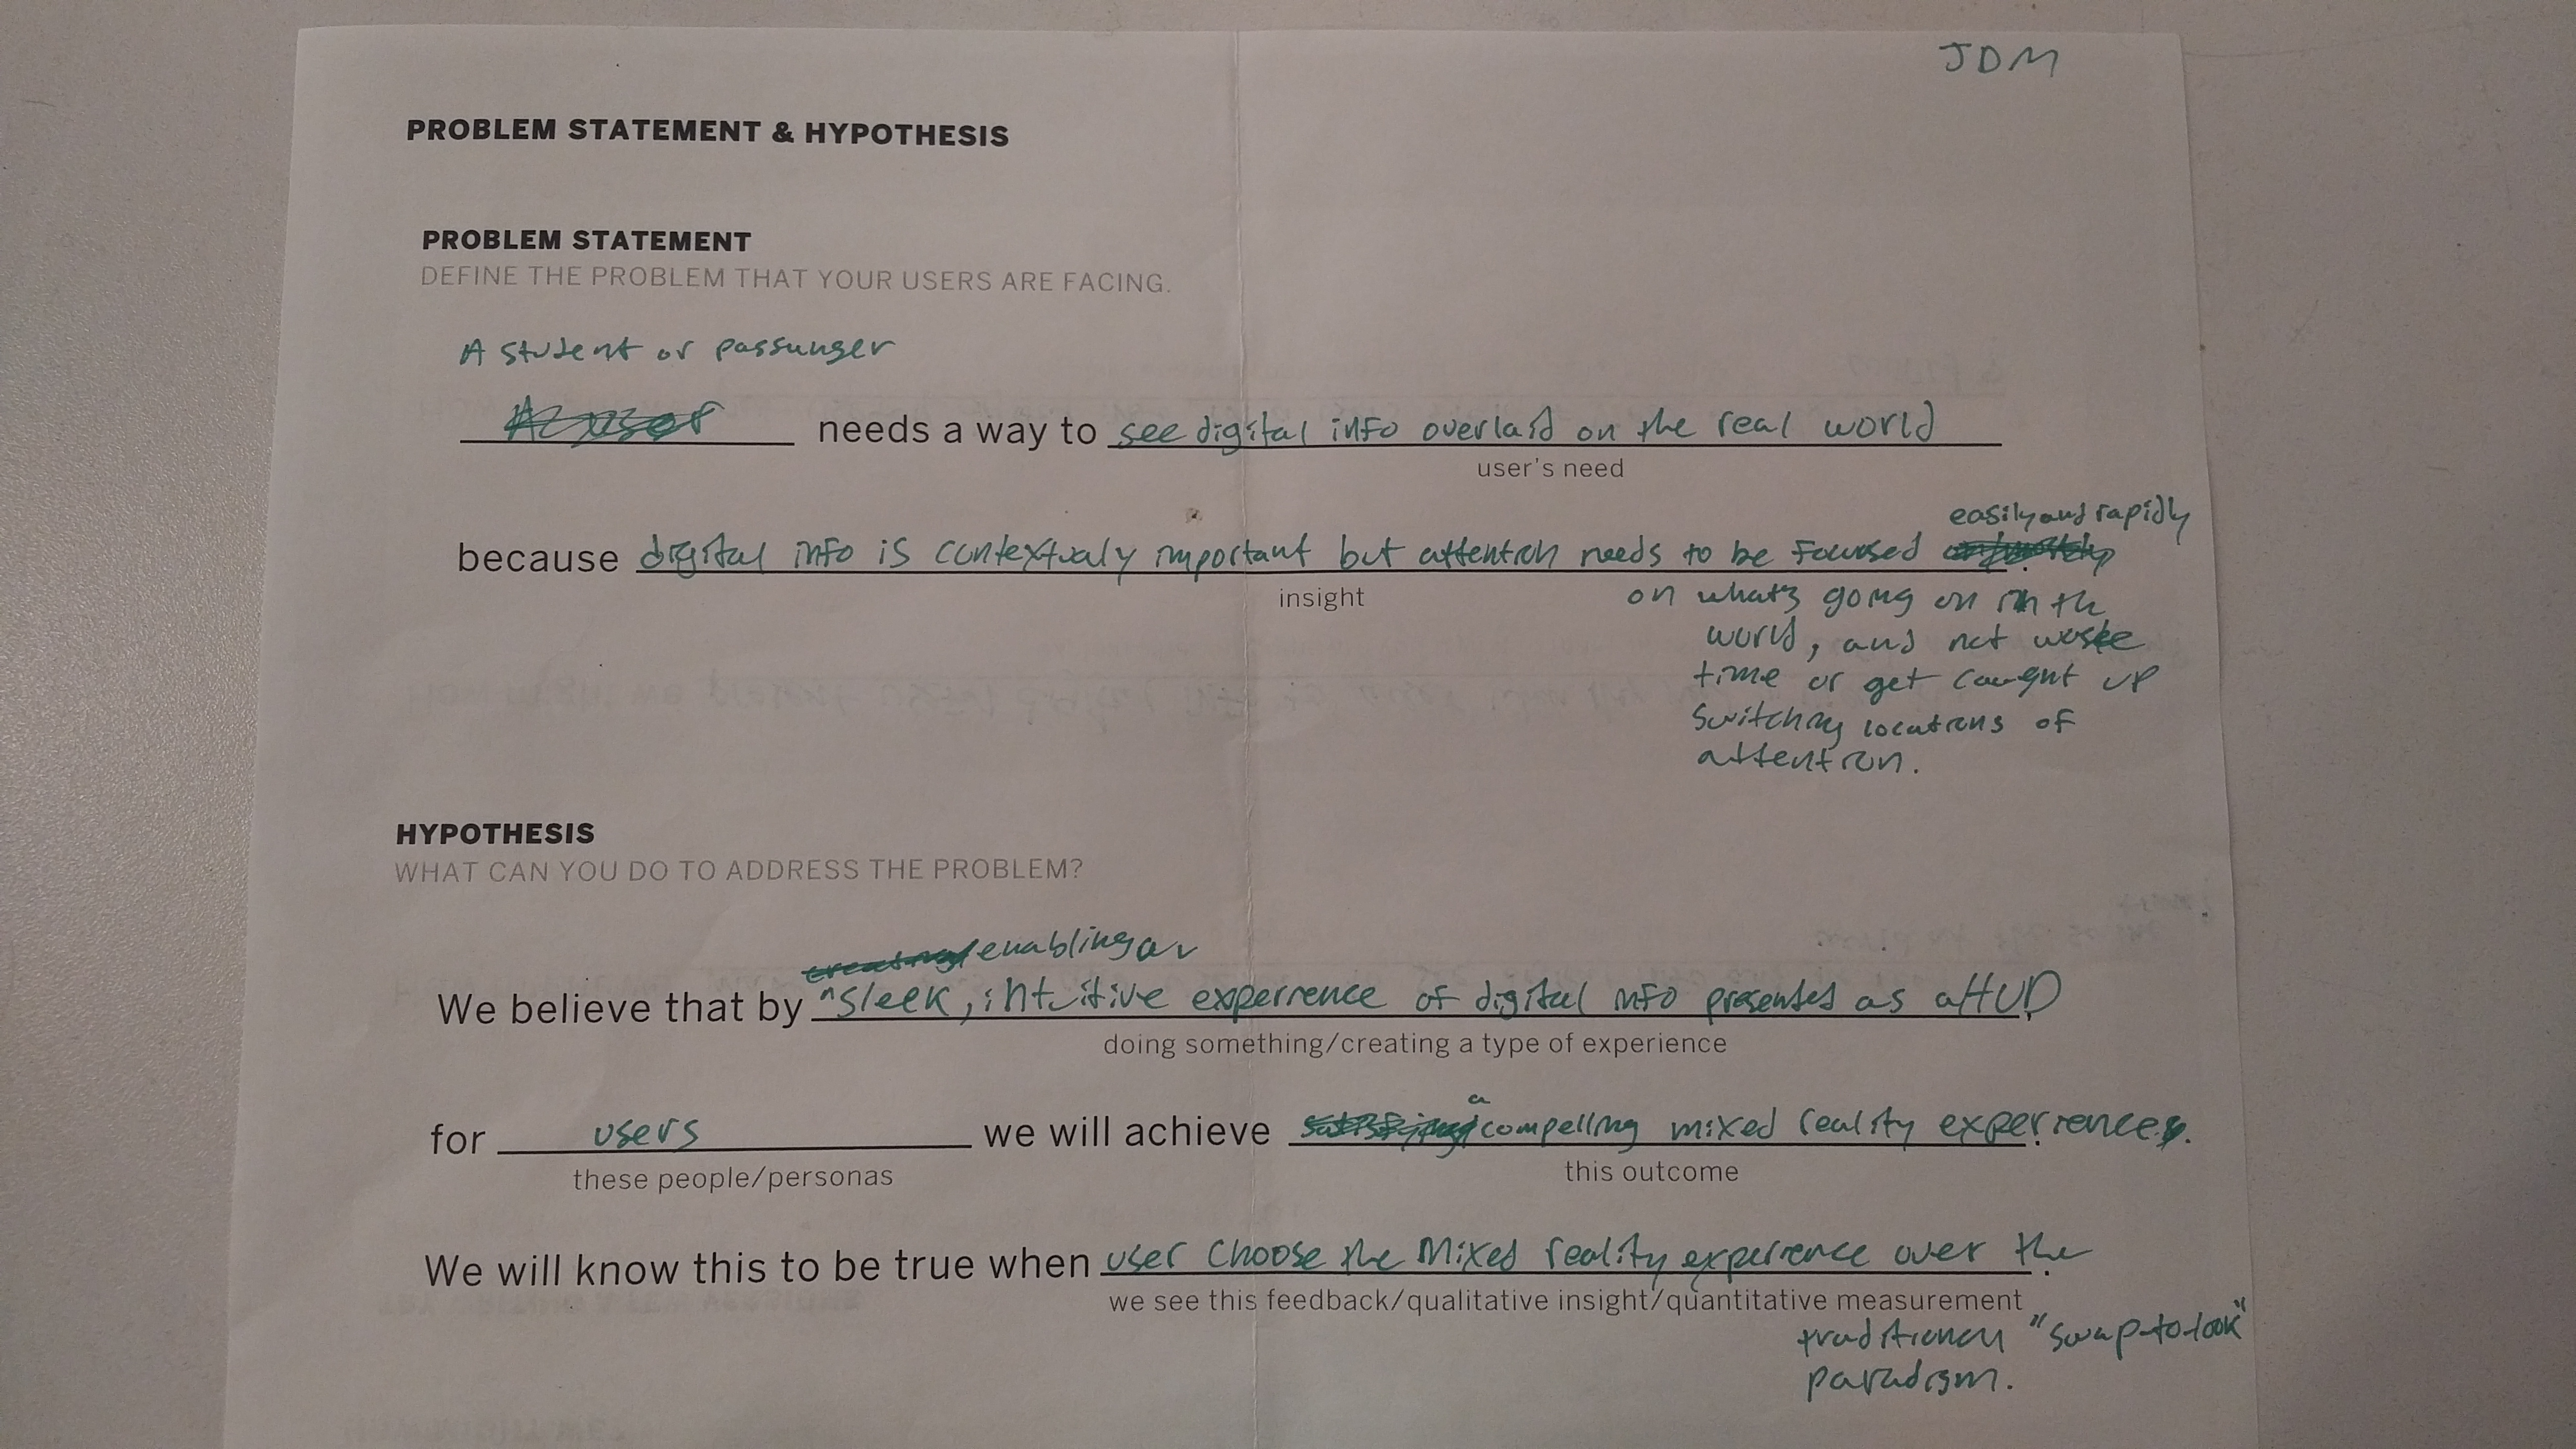 JDM
PROBLEM STATEMENT & HYPOTHESIS
PROBLEM STATEMENT
DEFINE THE PROBLEM THAT YOUR USERS ARE FACING.
A student or passunger
needs a way to see digital info overlaid on the real world
user's need
easily and rapidly
because digital info is contextualy important but attention needs to be focused
insight
on what's going on in the
world, and not waste
time or get caught up
switching locations of
attention.
HYPOTHESIS
WHAT CAN YOU DO TO ADDRESS THE PROBLEM?
enabling a
We believe that by sleek, intuitive experience of digital info presented as a HUD
doing something/creating a type of experience
a
for users we will achieve compelling mixed reality experience.
these people/personas
this outcome
We will know this to be true when user choose the mixed reality experience over the
we see this feedback/qualitative insight/quantitative measurement
traditional "swap-to-look"
paradigm.